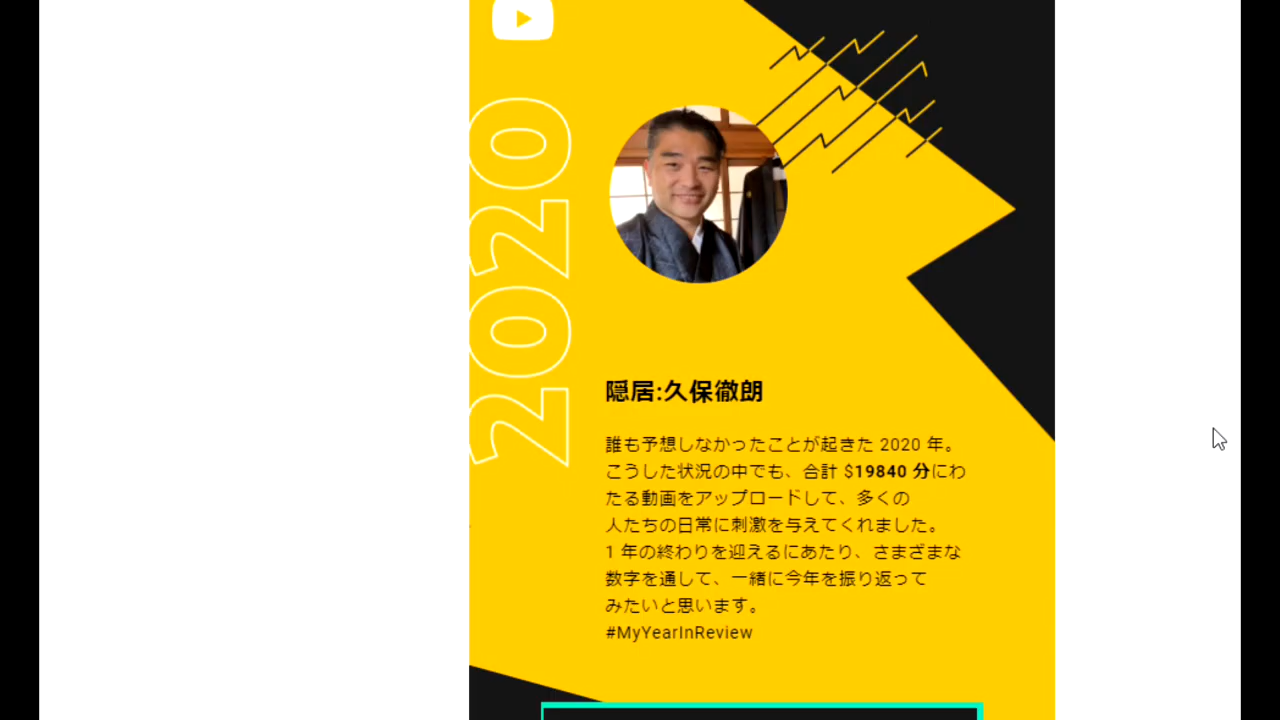 2020
隠居:久保徹朗
誰も予想しなかったことが起きた 2020 年。
こうした状況の中でも、合計 $19840 分にわ
たる動画をアップロードして、多くの
人たちの日常に刺激を与えてくれました。
1 年の終わりを迎えるにあたり、さまざまな
数字を通して、一緒に今年を振り返って
みたいと思います。
#MyYearInReview